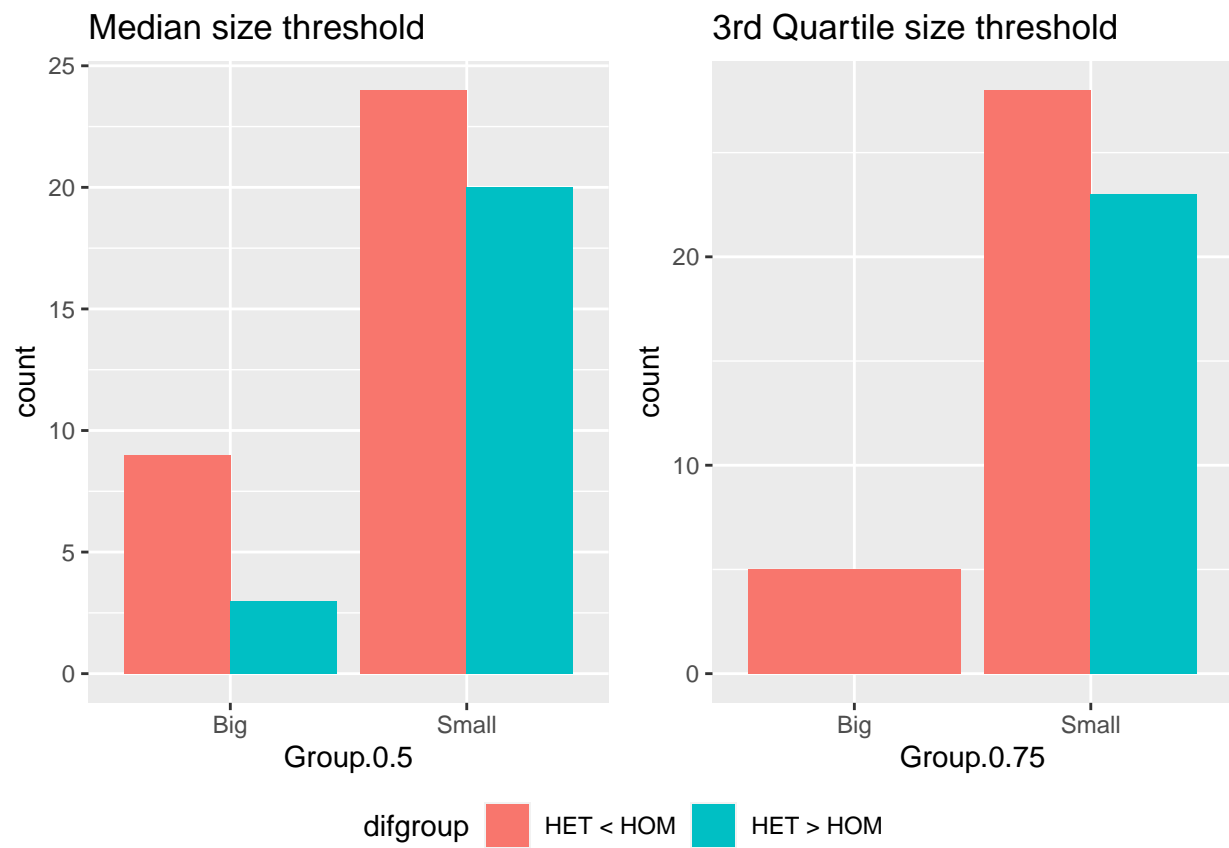 Median size threshold
25
20
15
10
5
0
count
Big Small
Group.0.5
3rd Quartile size threshold
20
10
0
count
Big Small
Group.0.75
difgroup HET < HOM HET > HOM